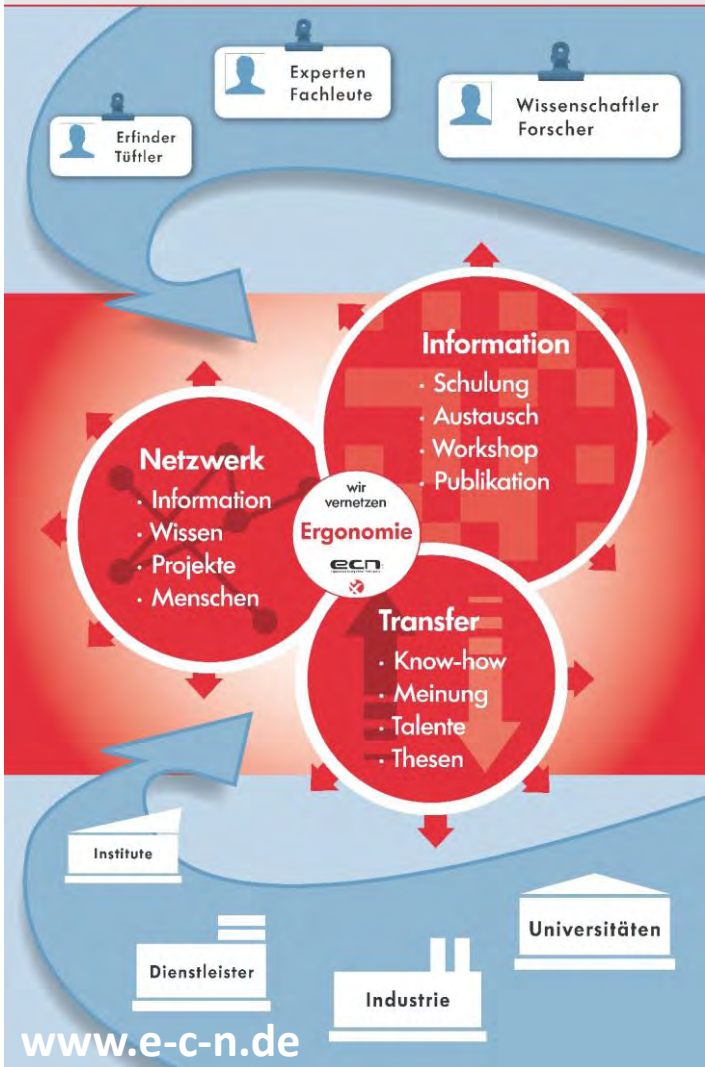 Experten
Fachleute
Wissenschaftler
Forscher
Erfinder
Tüftler
Information
· Schulung
· Austausch
· Workshop
· Publikation
Netzwerk
· Information
· Wissen
· Projekte
· Menschen
wir
vernetzen
Ergonomie
ecn
Transfer
· Know-how
· Meinung
· Talente
· Thesen
Institute
Universitäten
Dienstleister
Industrie
www.e-c-n.de